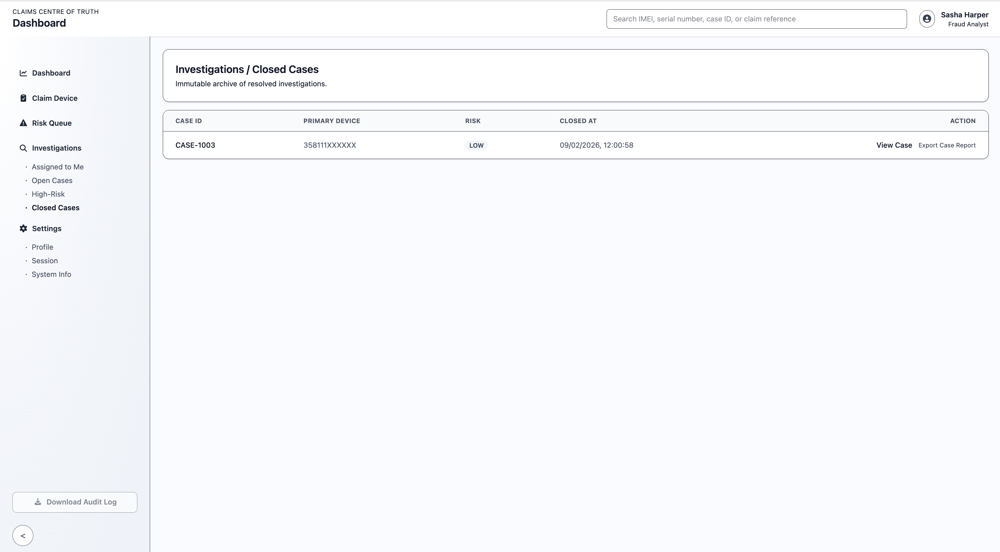 CLAIMS CENTRE OF TRUTH
Dashboard
Search IMEI, serial number, case ID, or claim reference
Sasha Harper
Fraud Analyst
Dashboard
Claim Device
Risk Queue
Investigations
· Assigned to Me
· Open Cases
· High-Risk
· Closed Cases
Settings
· Profile
· Session
· System Info
Download Audit Log
<
Investigations / Closed Cases
Immutable archive of resolved investigations.
CASE ID PRIMARY DEVICE RISK CLOSED AT ACTION
CASE-1003 358111XXXXXX LOW 09/02/2026, 12:00:58 View Case Export Case Report